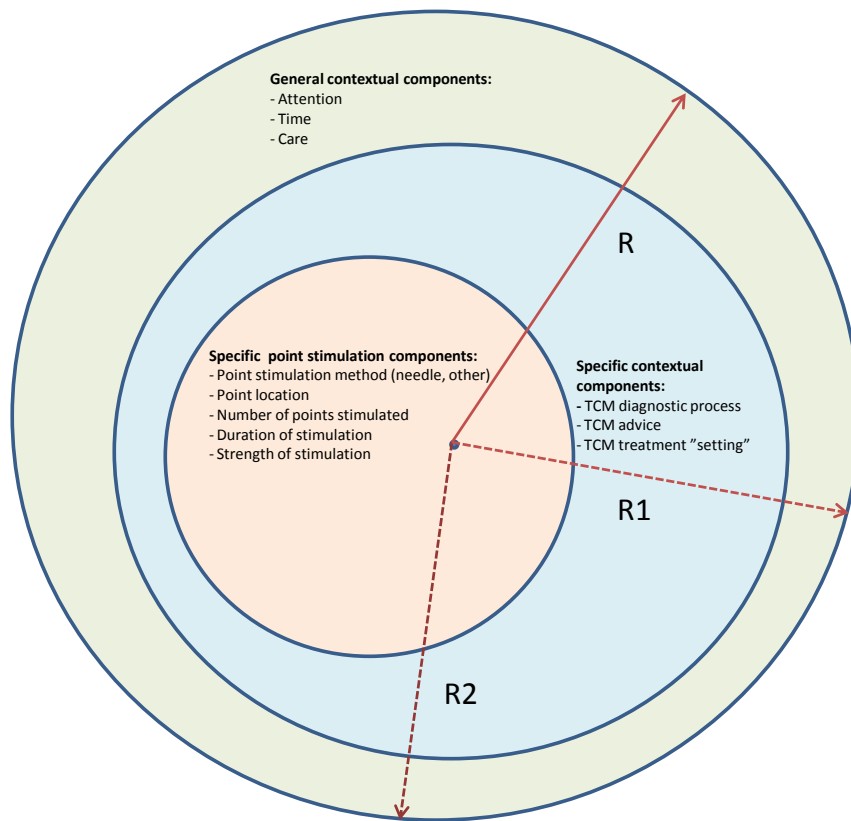 General contextual components:
- Attention
- Time
- Care
R
Specific  point stimulation components:
- Point stimulation method (needle, other)
- Point location
- Number of points stimulated
- Duration of stimulation
- Strength of stimulation
Specific contextual
components:
- TCM diagnostic process
- TCM advice
- TCM treatment ”setting”
R1
R2